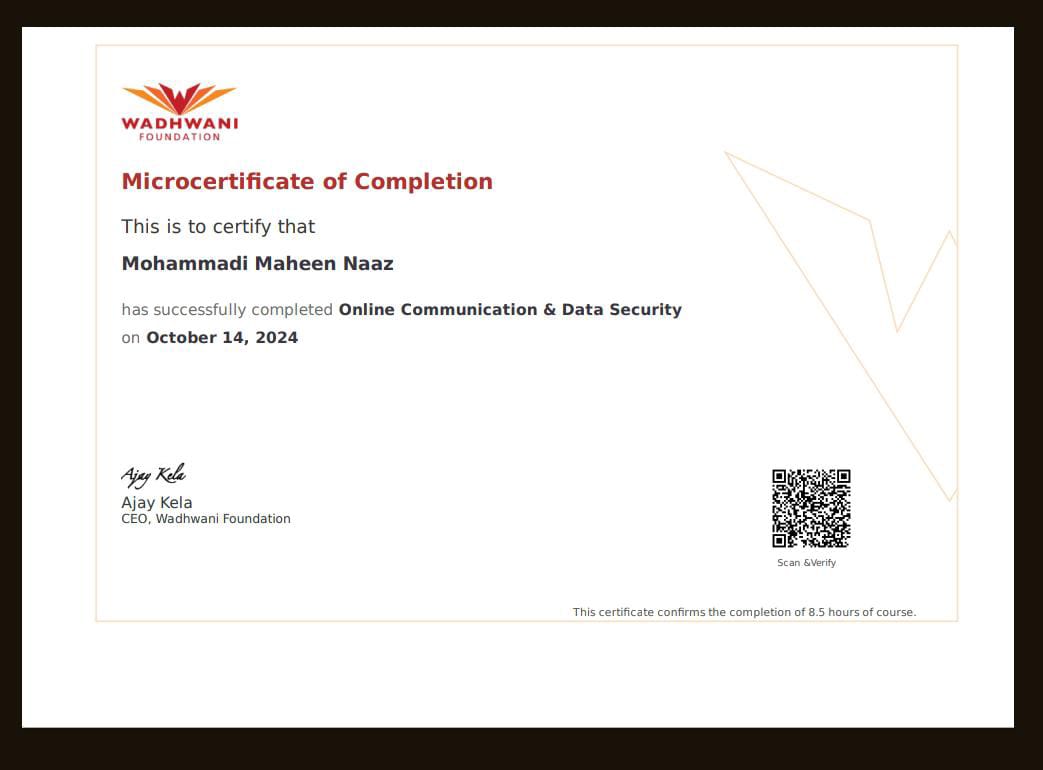 WADHWANI
FOUNDATION
Microcertificate of Completion
This is to certify that
Mohammadi Maheen Naaz
has successfully completed Online Communication & Data Security
on October 14, 2024
Ajay Kela
Ajay Kela
CEO, Wadhwani Foundation
Scan &Verify
This certificate confirms the completion of 8.5 hours of course.